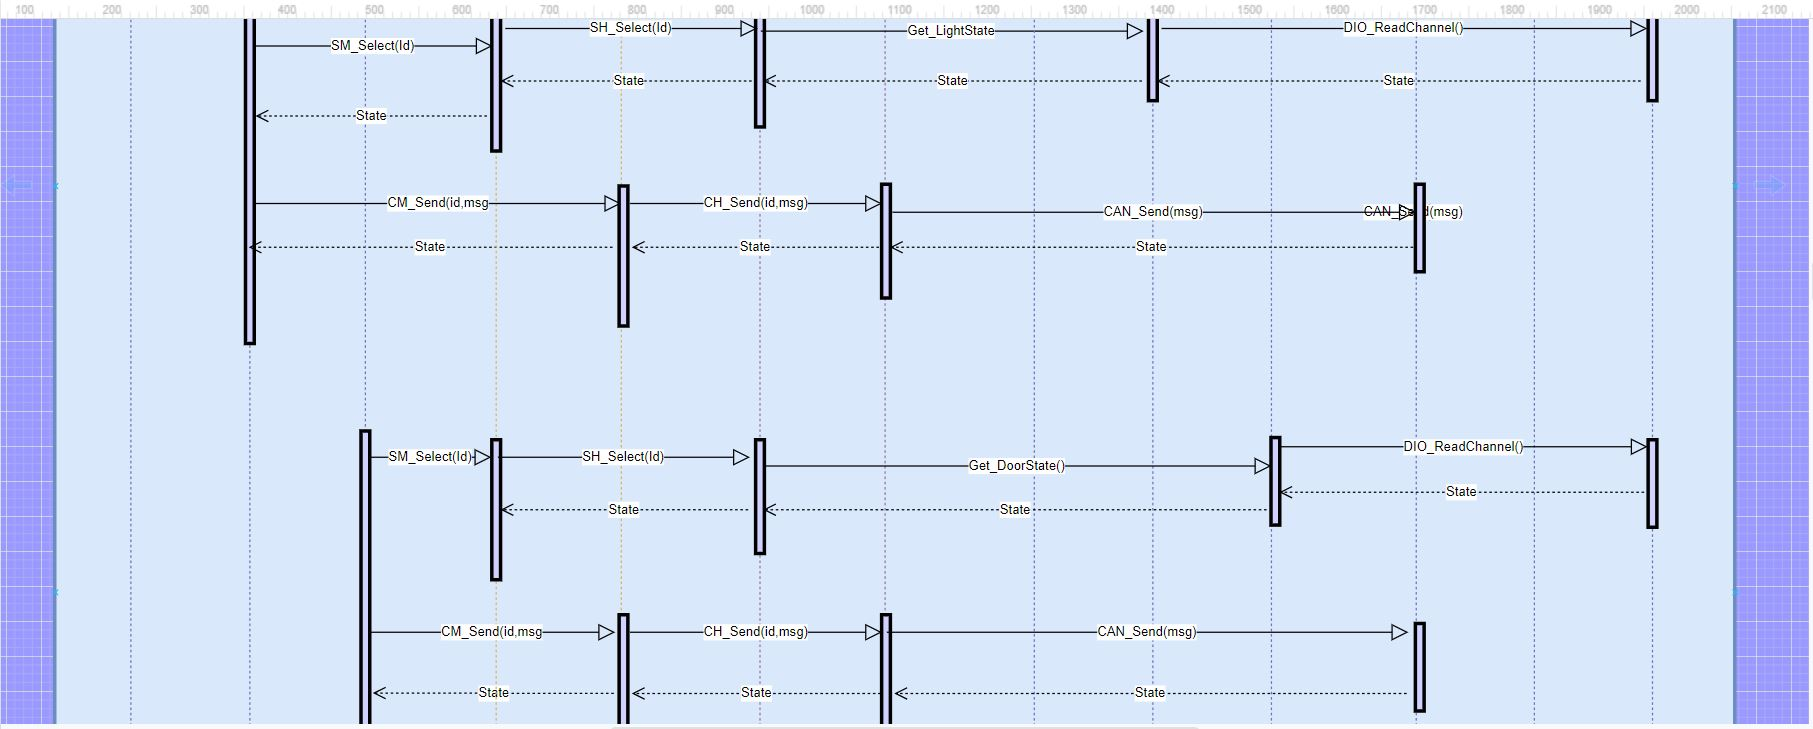 100 200 300 400 500 600 700 800 900 1000 1100 1200 1300 1400 1500 1600 1700 1800 1900 2000 2100
SH_Select(Id) Get_LightState DIO_ReadChannel()
SM_Select(Id)
State State State
State
CM_Send(id,msg CH_Send(id,msg) CAN_Send(msg) CAN_Send(msg)
State State State
DIO_ReadChannel()
SM_Select(Id) SH_Select(Id) Get_DoorState()
State
State State
CM_Send(id,msg CH_Send(id,msg) CAN_Send(msg)
State State State